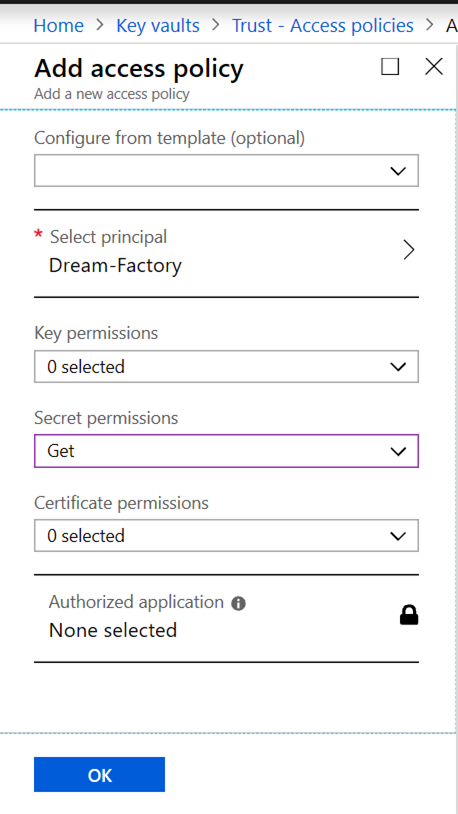 Home > Key vaults > Trust - Access policies > A
Add access policy
Add a new access policy
Configure from template (optional)
* Select principal
Dream-Factory
Key permissions
0 selected
Secret permissions
Get
Certificate permissions
0 selected
Authorized application
None selected
OK